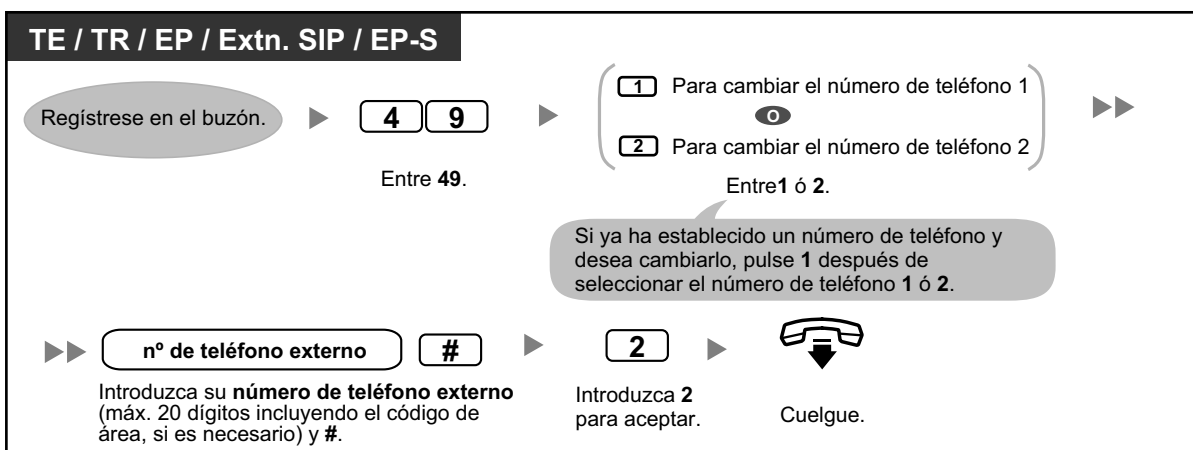 TE / TR / EP / Extn. SIP / EP-S
Regístrese en el buzón.
4 9
Entre 49.
1 Para cambiar el número de teléfono 1
O
2 Para cambiar el número de teléfono 2
Entre1 ó 2.
Si ya ha establecido un número de teléfono y
desea cambiarlo, pulse 1 después de
seleccionar el número de teléfono 1 ó 2.
nº de teléfono externo #
Introduzca su número de teléfono externo
(máx. 20 dígitos incluyendo el código de
área, si es necesario) y #.
2
Introduzca 2
para aceptar.
Cuelgue.